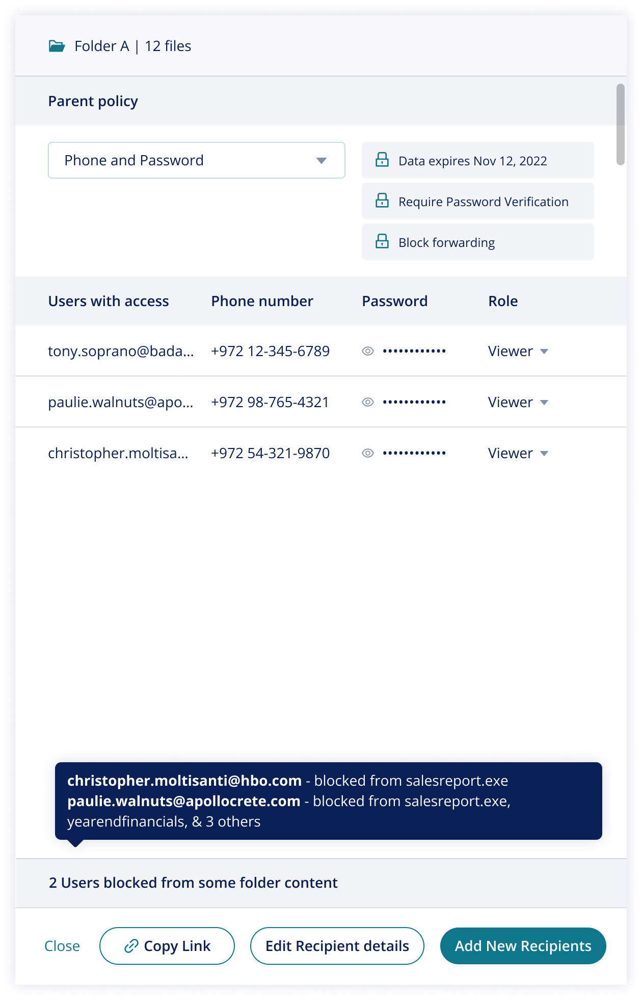 Folder A | 12 files
Parent policy
Phone and Password
Data expires Nov 12, 2022
Require Password Verification
Block forwarding
Users with access Phone number Password Role
tony.soprano@bada... +972 12-345-6789 •••••••••••• Viewer
paulie.walnuts@apo... +972 98-765-4321 •••••••••••• Viewer
christopher.moltisa... +972 54-321-9870 •••••••••••• Viewer
christopher.moltisanti@hbo.com - blocked from salesreport.exe
paulie.walnuts@apollocrete.com - blocked from salesreport.exe,
yearendfinancials, & 3 others
2 Users blocked from some folder content
Close Copy Link Edit Recipient details Add New Recipients